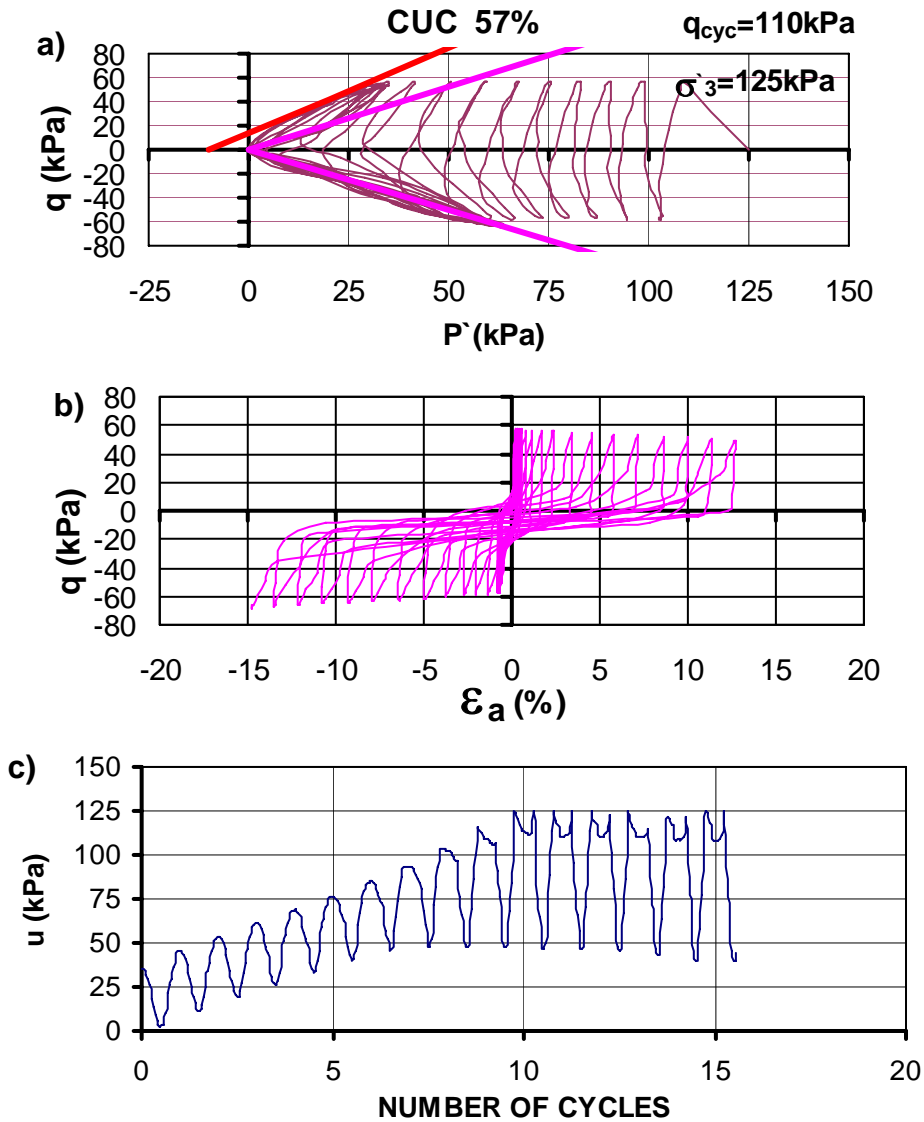 CUC 57%
q_cyc=110kPa
a)
σ`3=125kPa
q (kPa)
80
60
40
20
0
-20
-40
-60
-80
-25 0 25 50 75 100 125 150
P` (kPa)
b)
q (kPa)
80
60
40
20
0
-20
-40
-60
-80
-20 -15 -10 -5 0 5 10 15 20
εa (%)
c)
u (kPa)
150
125
100
75
50
25
0
0 5 10 15 20
NUMBER OF CYCLES